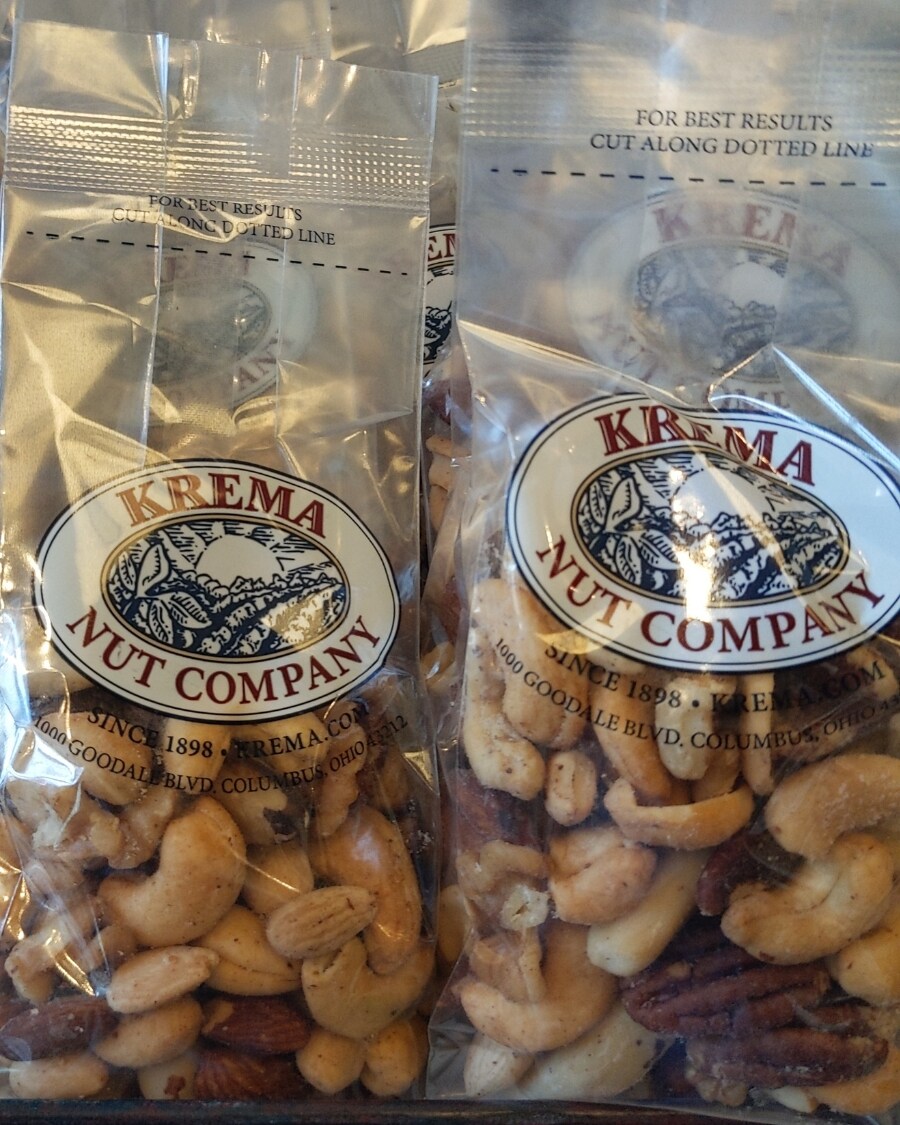 FOR BEST RESULTS
CUT ALONG DOTTED LINE
KREMA
NUT COMPANY
SINCE 1898 • KREMA.COM
1000 GOODALE BLVD. COLUMBUS, OHIO 43212
FOR BEST RESULTS
CUT ALONG DOTTED LINE
KREMA
KREMA
NUT COMPANY
SINCE 1898 • KREMA.COM
1000 GOODALE BLVD. COLUMBUS, OHIO